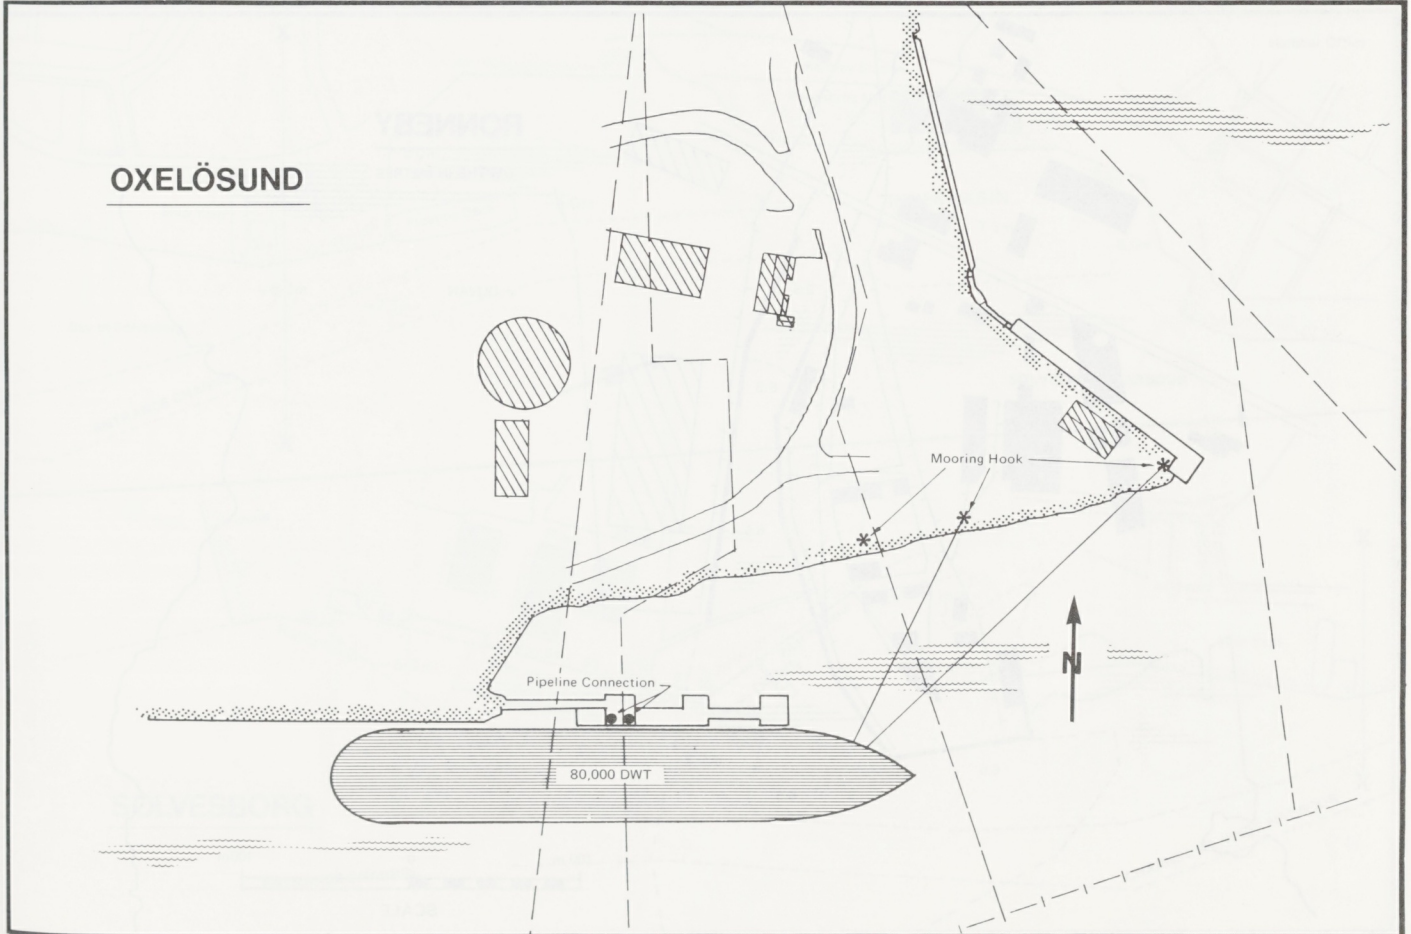 OXELÖSUND
Mooring Hook
N
Pipeline Connection
80,000 DWT